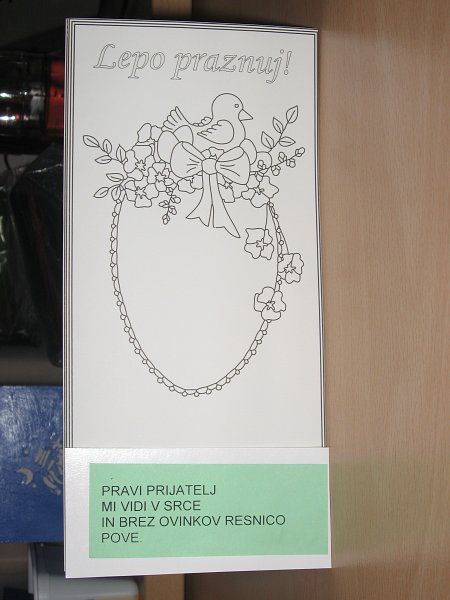 Lepo praznuj!
PRAVI PRIJATELJ
MI VIDI V SRCE
IN BREZ OVINKOV RESNICO
POVE.